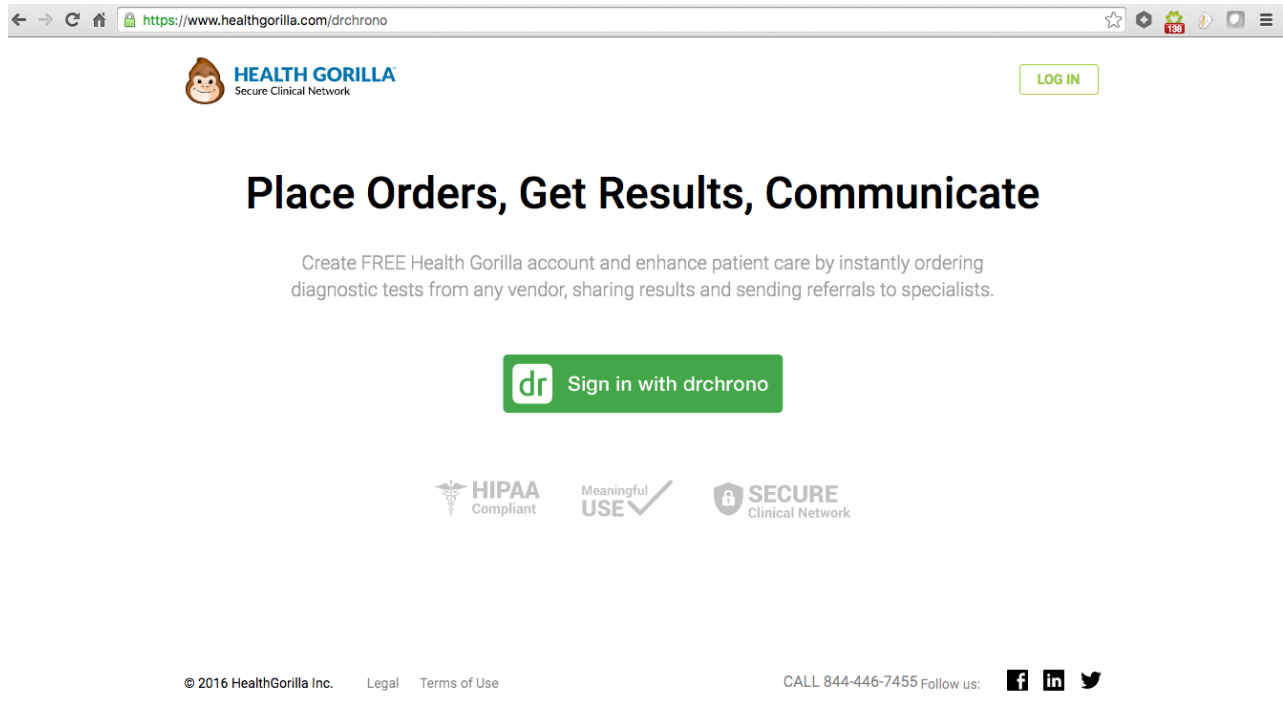 https://www.healthgorilla.com/drchrono
138
HEALTH GORILLA™
Secure Clinical Network
LOG IN
Place Orders, Get Results, Communicate
Create FREE Health Gorilla account and enhance patient care by instantly ordering
diagnostic tests from any vendor, sharing results and sending referrals to specialists.
dr Sign in with drchrono
HIPAA
Compliant
Meaningful
USE
SECURE
Clinical Network
© 2016 HealthGorilla Inc. Legal Terms of Use CALL 844-446-7455 Follow us: f in